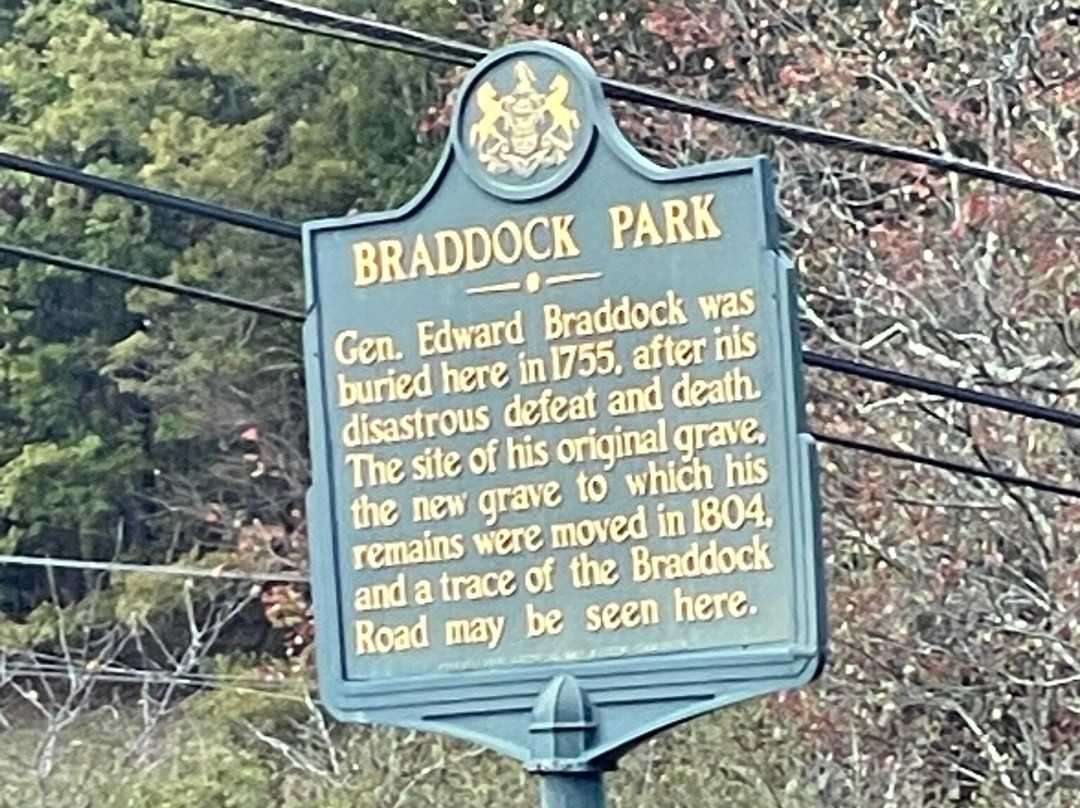 BRADDOCK PARK
Gen. Edward Braddock was
buried here in 1755, after his
disastrous defeat and death.
The site of his original grave,
the new grave to which his
remains were moved in 1804,
and a trace of the Braddock
Road may be seen here.